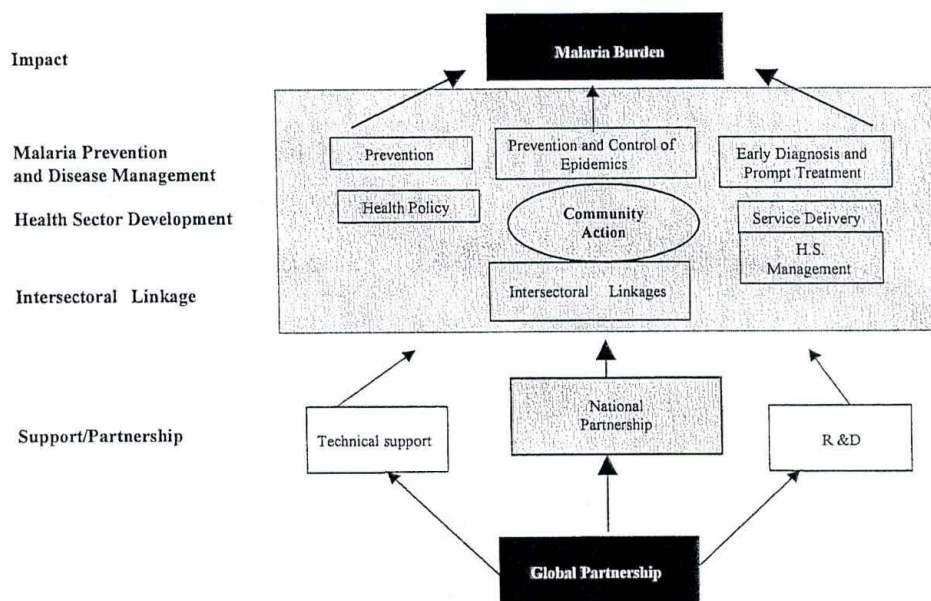 Impact
Malaria Burden
Malaria Prevention
and Disease Management
Prevention
Prevention and Control of
Epidemics
Early Diagnosis and
Prompt Treatment
Health Sector Development
Health Policy
Community
Action
Service Delivery
H.S.
Management
Intersectoral Linkage
Intersectoral Linkages
Support/Partnership
Technical support
National
Partnership
R &D
Global Partnership